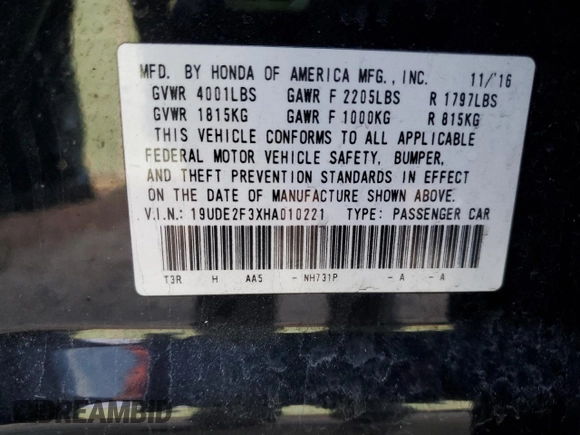 MFD. BY HONDA OF AMERICA MFG., INC. 11/'16
GVWR 4001LBS GAWR F 2205LBS R 1797LBS
GVWR 1815KG GAWR F 1000KG R 815KG
THIS VEHICLE CONFORMS TO ALL APPLICABLE
FEDERAL MOTOR VEHICLE SAFETY, BUMPER,
AND THEFT PREVENTION STANDARDS IN EFFECT
ON THE DATE OF MANUFACTURE SHOWN ABOVE.
V.I.N.: 19UDE2F3XHA010221 TYPE: PASSENGER CAR
T3R H AA5 - NH731P - A - A
DREAMBID